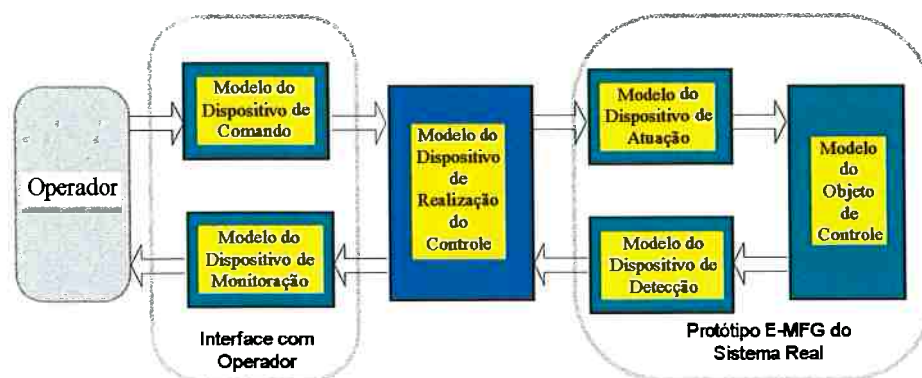 Operador
Modelo do
Dispositivo de
Comando
Modelo do
Dispositivo de
Monitoração
Interface com
Operador
Modelo do
Dispositivo
de
Realização
do
Controle
Modelo do
Dispositivo de
Atuação
Modelo do
Dispositivo de
Detecção
Modelo
do
Objeto
de
Controle
Protótipo E-MFG do
Sistema Real